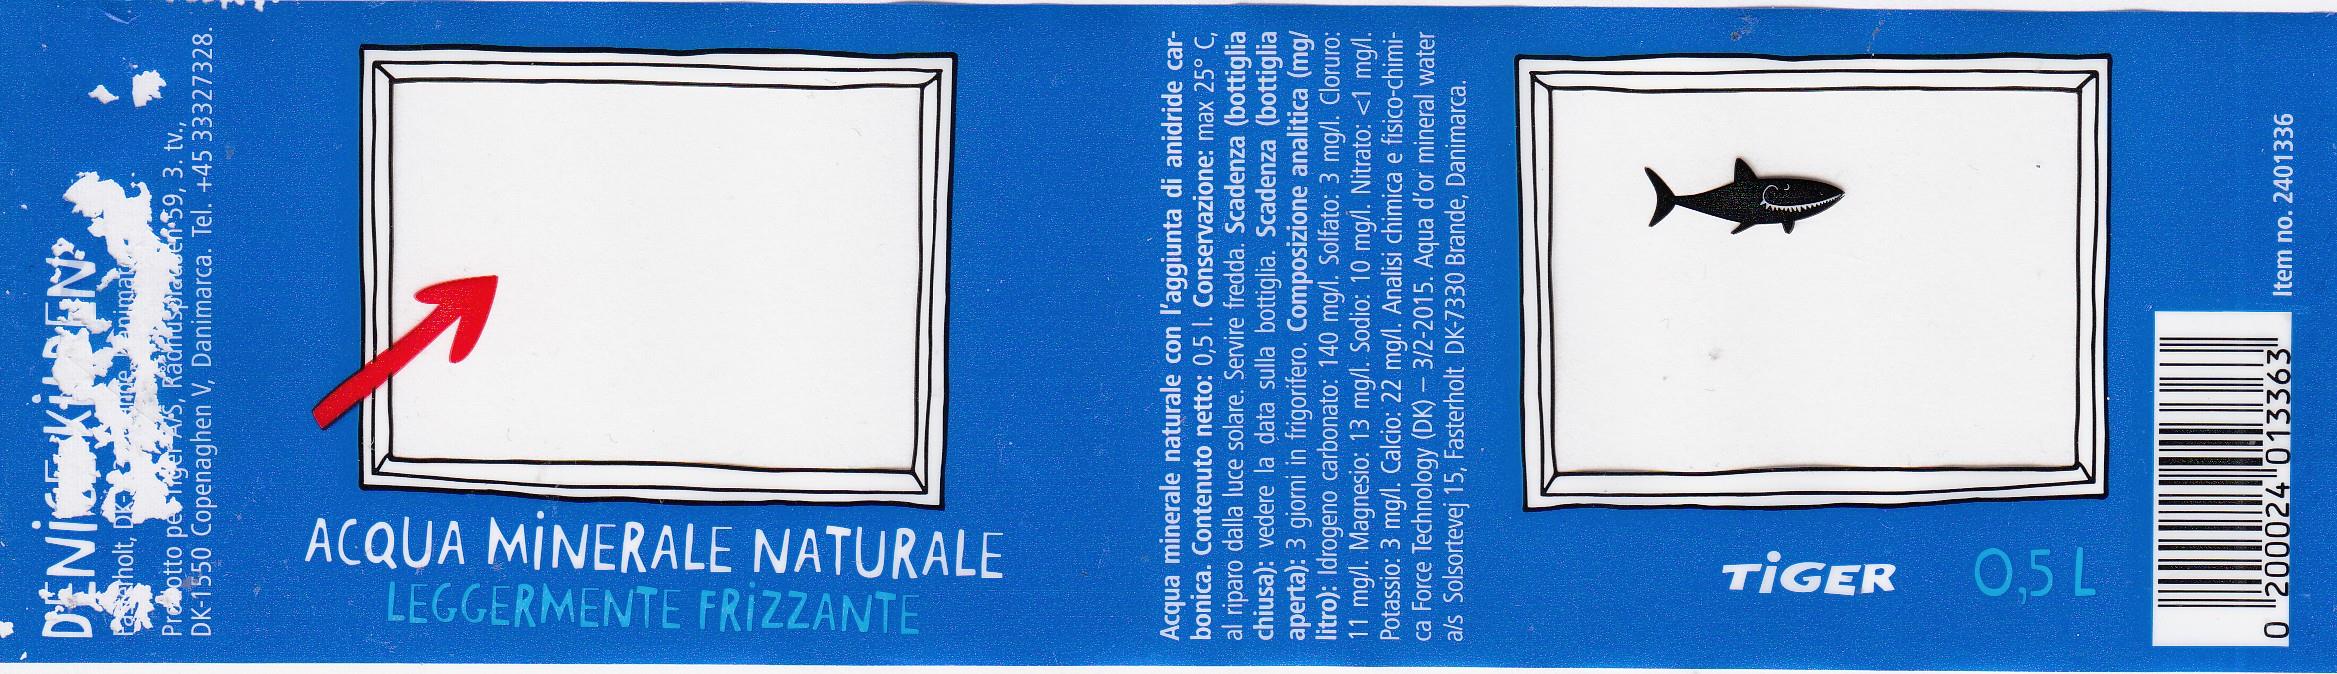 DENICE KILDEN
Produtto per Tiger A/S, Rådhuspladsen 59, 3. tv.,
DK-1550 Copenaghen V, Danimarca. Tel. +45 33327328.
ACQUA MiNERALE NATURALE
LEGGERMENTE FRiZZANTE
Acqua minerale naturale con l'aggiunta di anidride car-
bonica. Contenuto netto: 0,5 l. Conservazione: max 25° C,
al riparo dalla luce solare. Servire fredda. Scadenza (bottiglia
chiusa): vedere la data sulla bottiglia. Scadenza (bottiglia
aperta): 3 giorni in frigorifero. Composizione analitica (mg/
litro): Idrogeno carbonato: 140 mg/l. Solfato: 3 mg/l. Cloruro:
11 mg/l. Magnesio: 13 mg/l. Sodio: 10 mg/l. Nitrato: <1 mg/l.
Potassio: 3 mg/l. Calcio: 22 mg/l. Analisi chimica e fisico-chimi-
ca Force Technology (DK) – 3/2-2015. Aqua d'or mineral water
a/s Solsortevej 15, Fasterholt DK-7330 Brande, Danimarca.
TiGER
0,5 L
Item no. 2401336
0 200024 013363